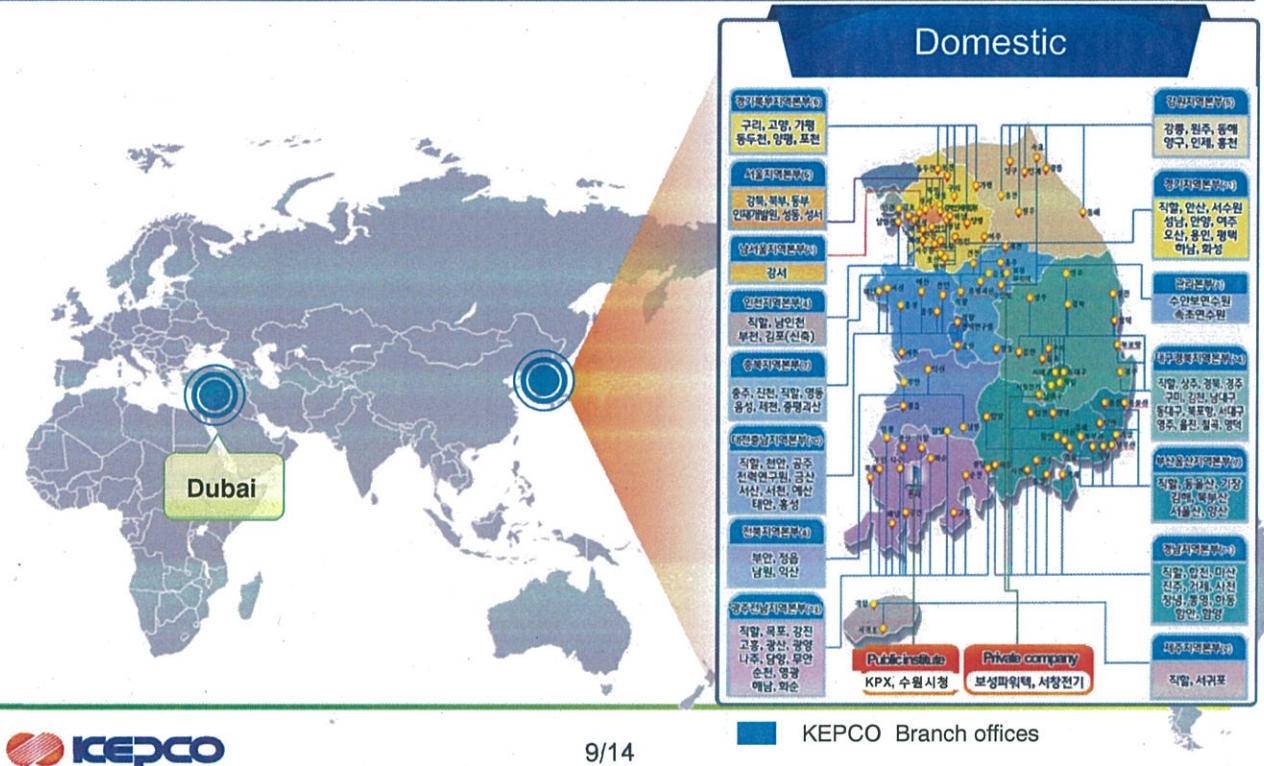 Domestic
경기북부지역본부(6)
구리, 고양, 가평
동두천, 양평, 포천
서울지역본부(6)
강북, 북부, 동부
인재개발원, 성동, 성서
남서울지역본부(1)
강서
인천지역본부(4)
직할, 남인천
부천, 김포(신축)
충북지역본부(7)
충주, 진천, 직할, 영동
음성, 제천, 증평괴산
대전충남지역본부(10)
직할, 천안, 공주
전력연구원, 금산
서산, 서천, 예산
태안, 홍성
전북지역본부(4)
부안, 정읍
남원, 익산
광주전남지역본부(13)
직할, 목포, 강진
고흥, 광산, 광양
나주, 담양, 무안
순천, 영광
해남, 화순
강원지역본부(6)
강릉, 원주, 동해
양구, 인제, 홍천
경기지역본부(11)
직할, 안산, 서수원
성남, 안양, 여주
오산, 용인, 평택
하남, 화성
관리본부(2)
수안보연수원
속초연수원
대구경북지역본부(14)
직할, 상주, 경북, 경주
구미, 김천, 남대구
동대구, 북포항, 서대구
영주, 울진, 칠곡, 영덕
부산울산지역본부
직할, 동울산, 기장
김해, 북부산
서울산, 양산
경남지역본부(11)
직할, 합천, 마산
진주, 거제, 사천
창녕, 통영, 하동
함안, 함양
제주지역본부(2)
직할, 서귀포
Public institute
KPX, 수원시청
Private company
보성파워텍, 서창전기
Dubai
KEPCO Branch offices
KEPCO
9/14